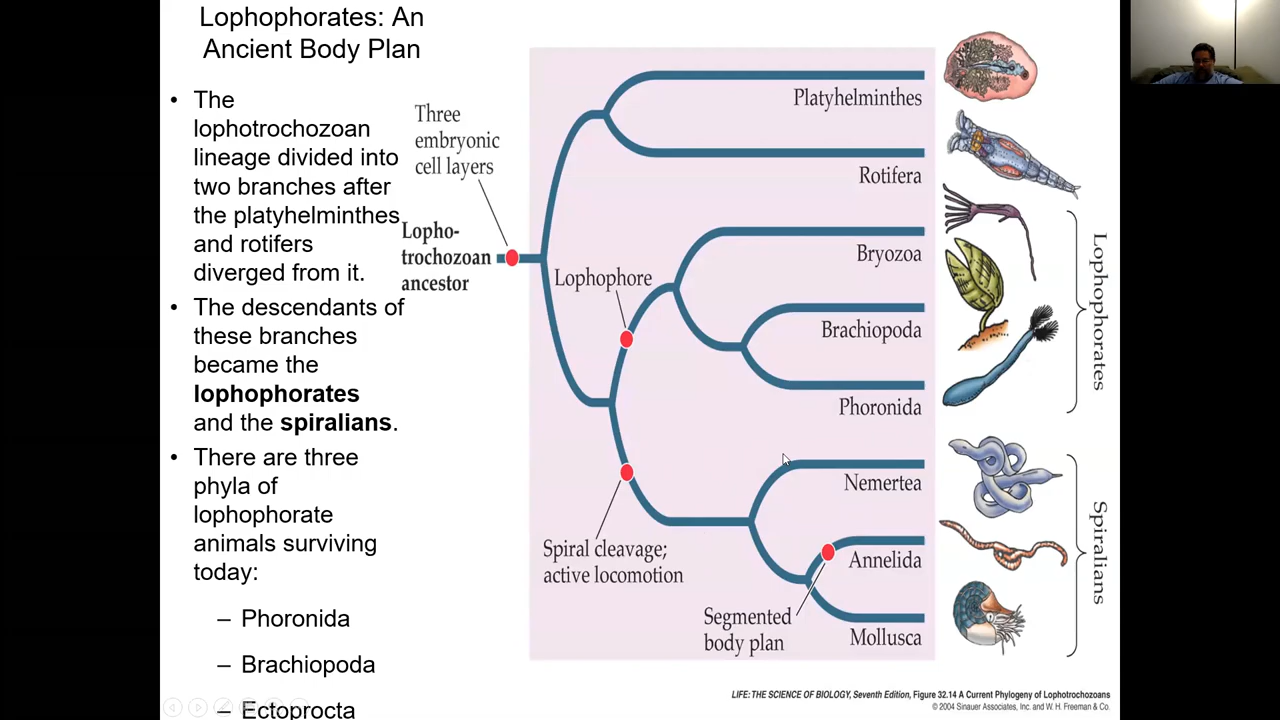 Lophophorates: An
Ancient Body Plan
• The
lophotrochozoan
lineage divided into
two branches after
the platyhelminthes
and rotifers
diverged from it.
• The descendants of
these branches
became the
lophophorates
and the spiralians.
• There are three
phyla of
lophophorate
animals surviving
today:
– Phoronida
– Brachiopoda
– Ectoprocta
Three
embryonic
cell layers
Lopho-
trochozoan
ancestor
Lophophore
Spiral cleavage;
active locomotion
Segmented
body plan
Platyhelminthes
Rotifera
Bryozoa
Brachiopoda
Phoronida
Nemertea
Annelida
Mollusca
Lophophorates
Spiralians
LIFE: THE SCIENCE OF BIOLOGY, Seventh Edition, Figure 32.14 A Current Phylogeny of Lophotrochozoans
© 2004 Sinauer Associates, Inc. and W. H. Freeman & Co.